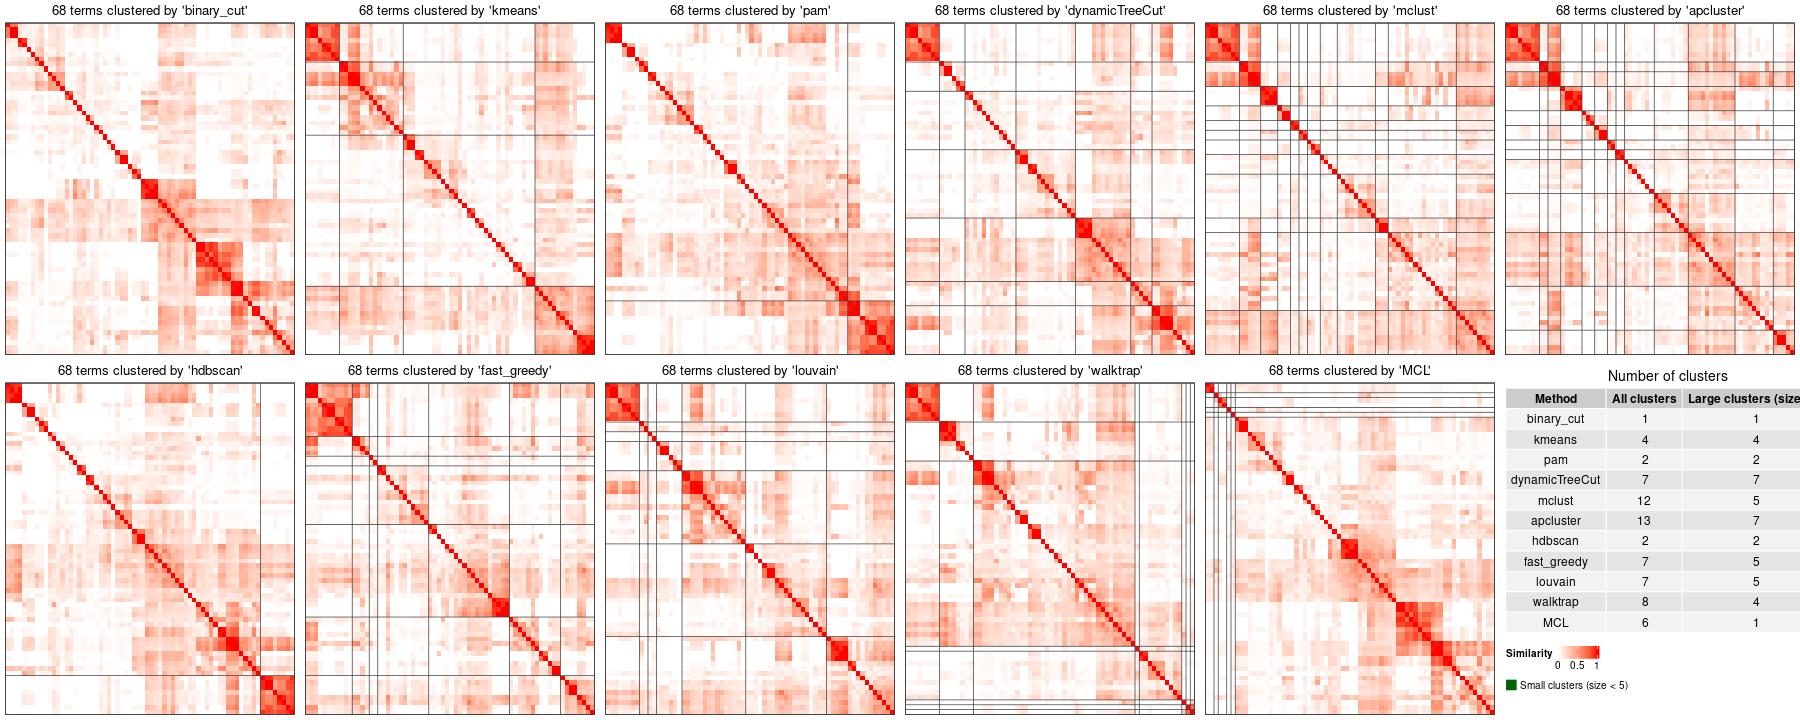 68 terms clustered by 'binary_cut'
68 terms clustered by 'kmeans'
68 terms clustered by 'pam'
68 terms clustered by 'dynamicTreeCut'
68 terms clustered by 'mclust'
68 terms clustered by 'apcluster'
68 terms clustered by 'hdbscan'
68 terms clustered by 'fast_greedy'
68 terms clustered by 'louvain'
68 terms clustered by 'walktrap'
68 terms clustered by 'MCL'
Number of clusters
Method All clusters Large clusters (size
binary_cut 1 1
kmeans 4 4
pam 2 2
dynamicTreeCut 7 7
mclust 12 5
apcluster 13 7
hdbscan 2 2
fast_greedy 7 5
louvain 7 5
walktrap 8 4
MCL 6 1
Similarity
0 0.5 1
Small clusters (size < 5)